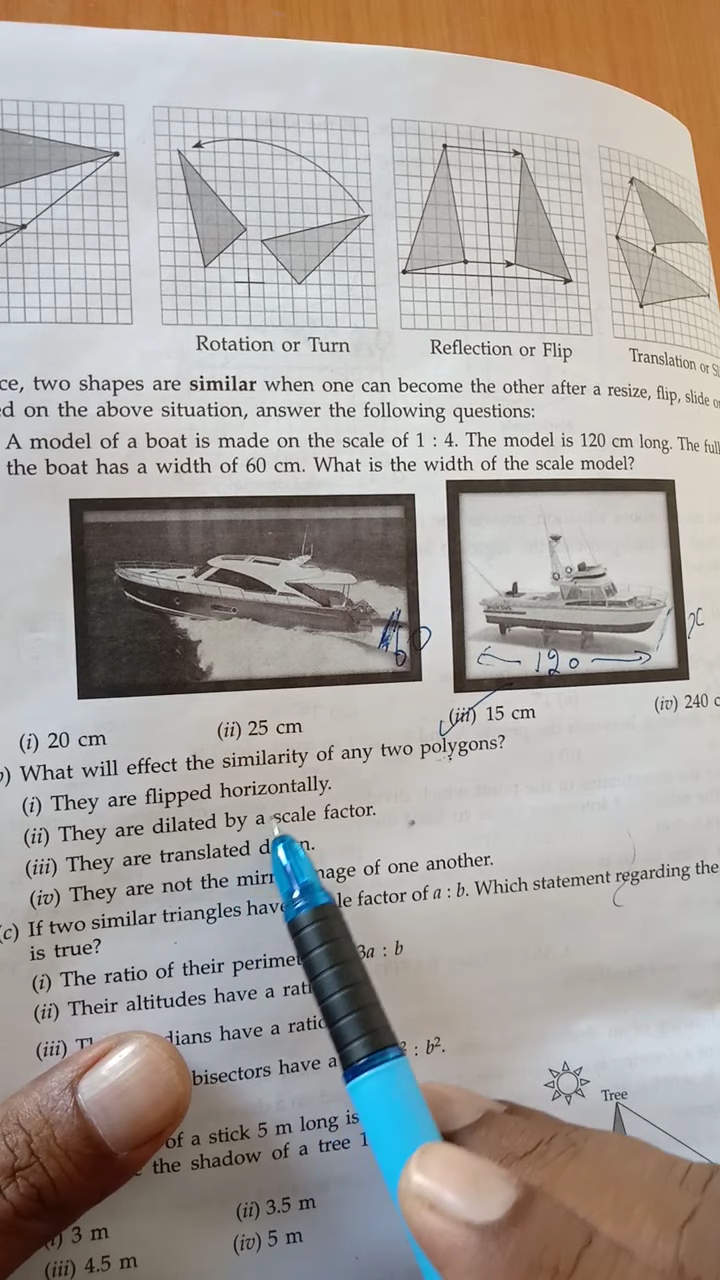 Rotation or Turn
Reflection or Flip
Translation or
ce, two shapes are similar when one can become the other after a resize, flip, slide or
d on the above situation, answer the following questions:
A model of a boat is made on the scale of 1 : 4. The model is 120 cm long. The full
the boat has a width of 60 cm. What is the width of the scale model?
60
120
x
(i) 20 cm
(ii) 25 cm
(iii) 15 cm
(iv) 240 c
) What will effect the similarity of any two polygons?
(i) They are flipped horizontally.
(ii) They are dilated by a scale factor.
(iii) They are translated d n.
(iv) They are not the mirr mage of one another.
(c) If two similar triangles have le factor of a : b. Which statement regarding the
is true?
(i) The ratio of their perime 3a : b
(ii) Their altitudes have a rati
(iii) T dians have a ratio
bisectors have a : b².
of a stick 5 m long is
the shadow of a tree 1
Tree
) 3 m
(ii) 3.5 m
(iii) 4.5 m
(iv) 5 m